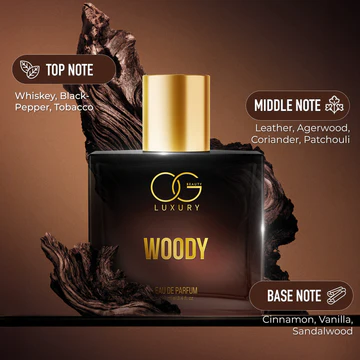 TOP NOTE
Whiskey, Black-
Pepper, Tobacco
MIDDLE NOTE
Leather, Agerwood,
Coriander, Patchouli
OG
BEAUTY
LUXURY
WOODY
EAU DE PARFUM
BASE NOTE
Cinnamon, Vanilla,
Sandalwood